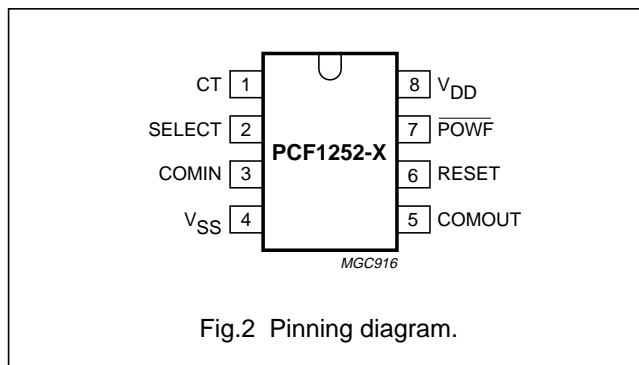 CT 1
8 VDD
SELECT 2
7 POWF
PCF1252-X
COMIN 3
6 RESET
VSS 4
5 COMOUT
MGC916
Fig.2 Pinning diagram.